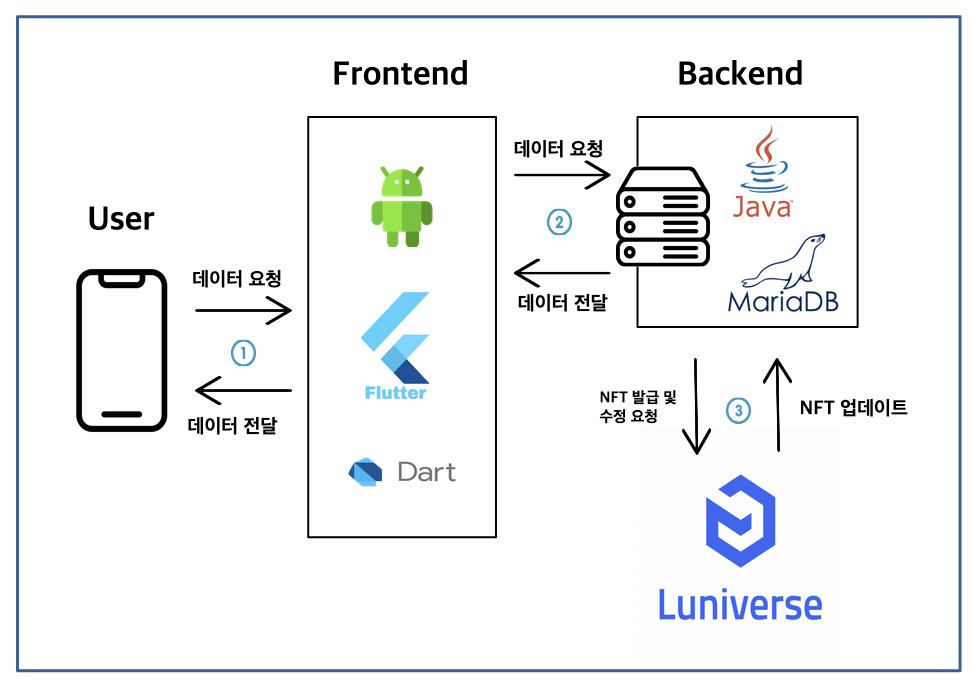 Frontend
Backend
User
데이터 요청
1
데이터 전달
Flutter
Dart
데이터 요청
2
데이터 전달
Java™
MariaDB
NFT 발급 및
수정 요청
3
NFT 업데이트
Luniverse